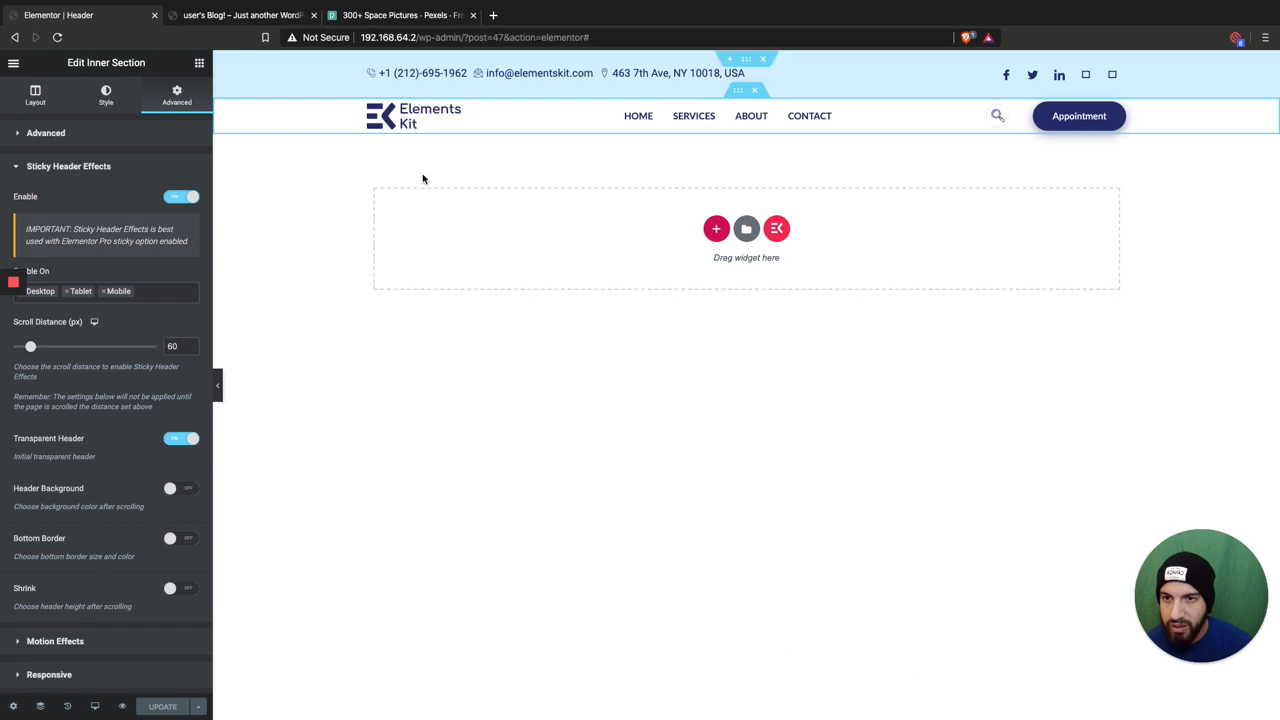 Elementor | Header
user's Blog! – Just another WordP
300+ Space Pictures · Pexels · Fre
Not Secure 192.168.64.2/wp-admin/?post=47&action=elementor#
Edit Inner Section
Layout Style Advanced
Advanced
Sticky Header Effects
Enable
ON
IMPORTANT: Sticky Header Effects is best
used with Elementor Pro sticky option enabled.
ble On
Desktop × Tablet × Mobile
Scroll Distance (px)
60
Choose the scroll distance to enable Sticky Header
Effects
Remember: The settings below will not be applied until
the page is scrolled the distance set above
Transparent Header ON
Initial transparent header
Header Background OFF
Choose background color after scrolling
Bottom Border OFF
Choose bottom border size and color
Shrink OFF
Choose header height after scrolling
Motion Effects
Responsive
UPDATE
+1 (212)-695-1962 info@elementskit.com 463 7th Ave, NY 10018, USA
Elements
Kit
HOME SERVICES ABOUT CONTACT
Appointment
Drag widget here